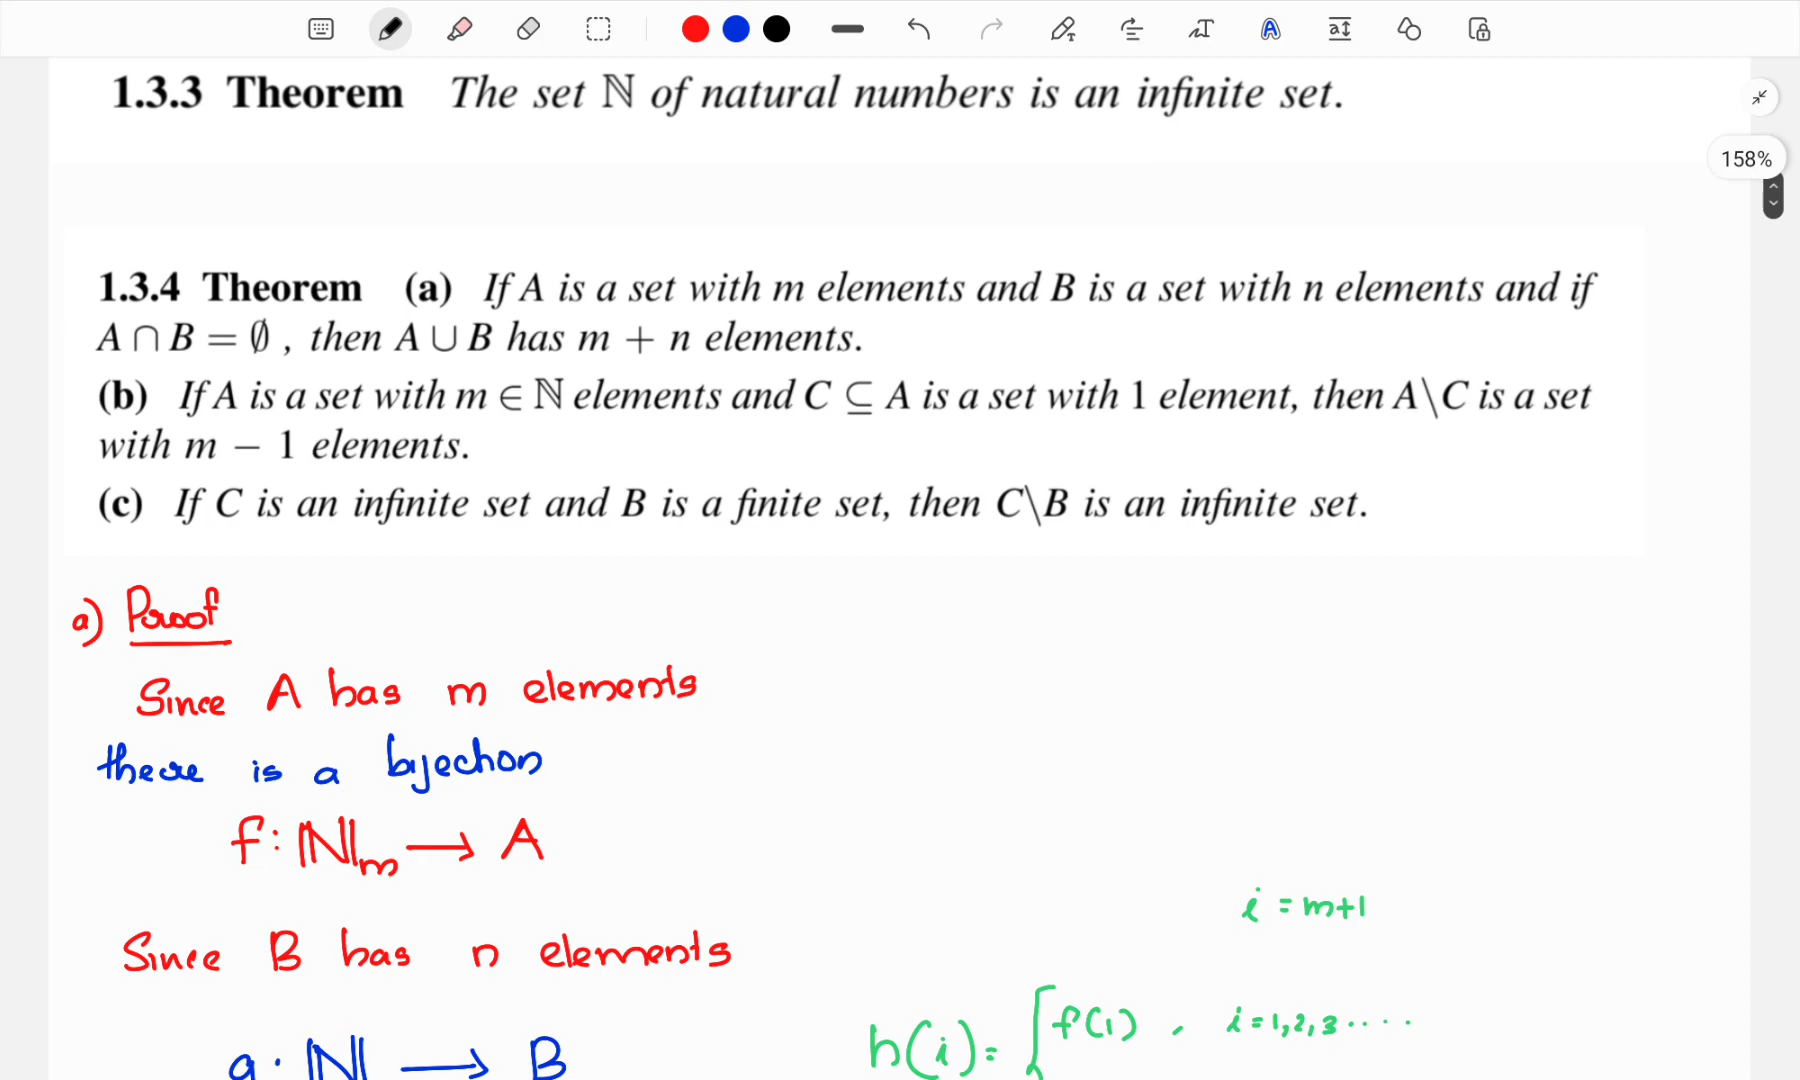 1.3.3 Theorem The set ℕ of natural numbers is an infinite set.
158%
1.3.4 Theorem (a) If A is a set with m elements and B is a set with n elements and if
A ∩ B = ∅ , then A ∪ B has m + n elements.
(b) If A is a set with m ∈ ℕ elements and C ⊆ A is a set with 1 element, then A\C is a set
with m − 1 elements.
(c) If C is an infinite set and B is a finite set, then C\B is an infinite set.
a) Proof
Since A has m elements
there is a bijection
f: ℕm → A
i = m+1
Since B has n elements
h(i) = { f(i) , i = 1,2,3 ....
g: ℕ → B